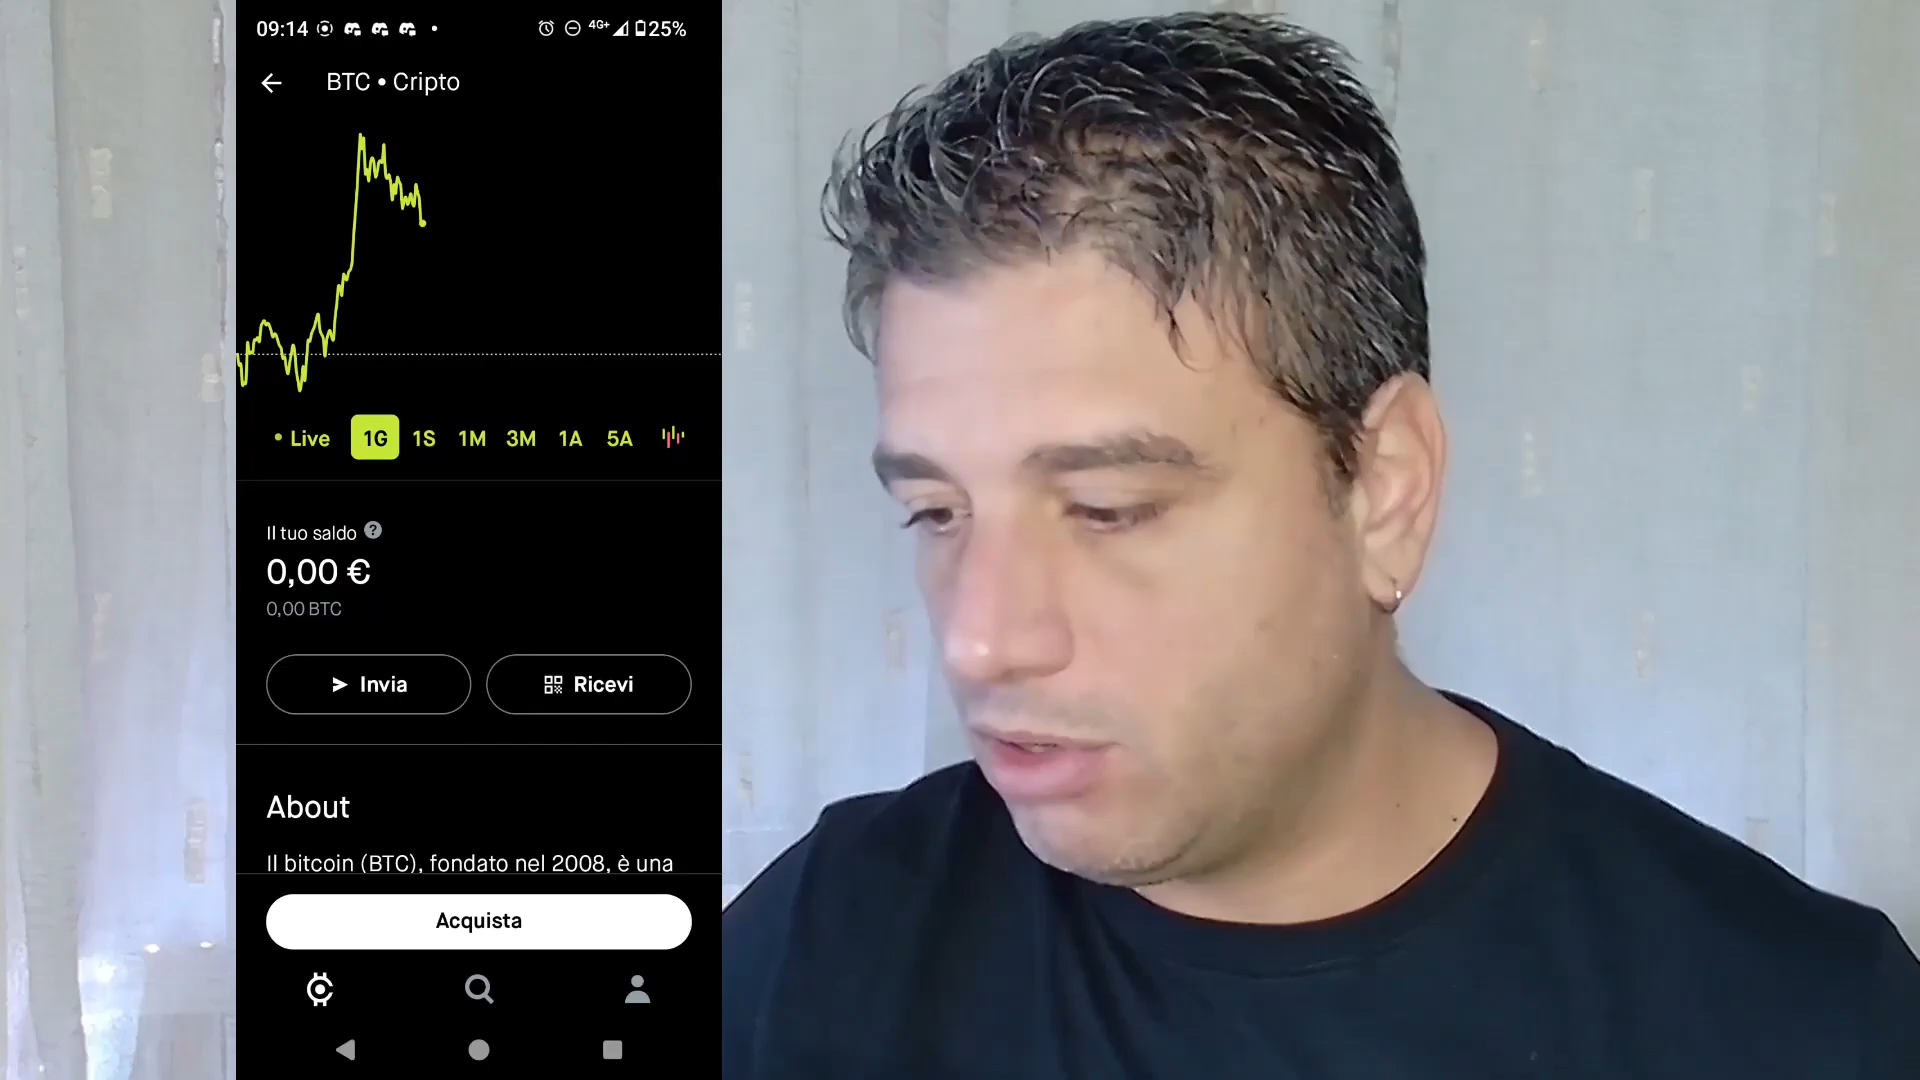 09:14 4G+ 25%
BTC • Cripto
• Live 1G 1S 1M 3M 1A 5A
Il tuo saldo ?
0,00 €
0,00 BTC
Invia Ricevi
About
Il bitcoin (BTC), fondato nel 2008, è una
Acquista